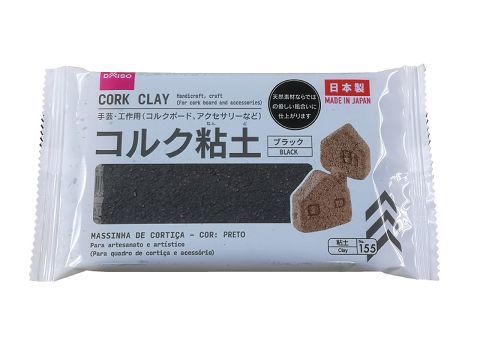 DAISO
CORK CLAY
Handicraft, craft
(For cork board and accessories)
手芸・工作用(コルクボード、アクセサリーなど)
コルク粘土
ねんど
ブラック
BLACK
天然素材ならでは
の優しい風合いに
仕上がります
日本製
MADE IN JAPAN
MASSINHA DE CORTIÇA - COR: PRETO
Para artesanato e artístico
(Para quadro de cortiça e acessório)
粘土
Clay
No.
155